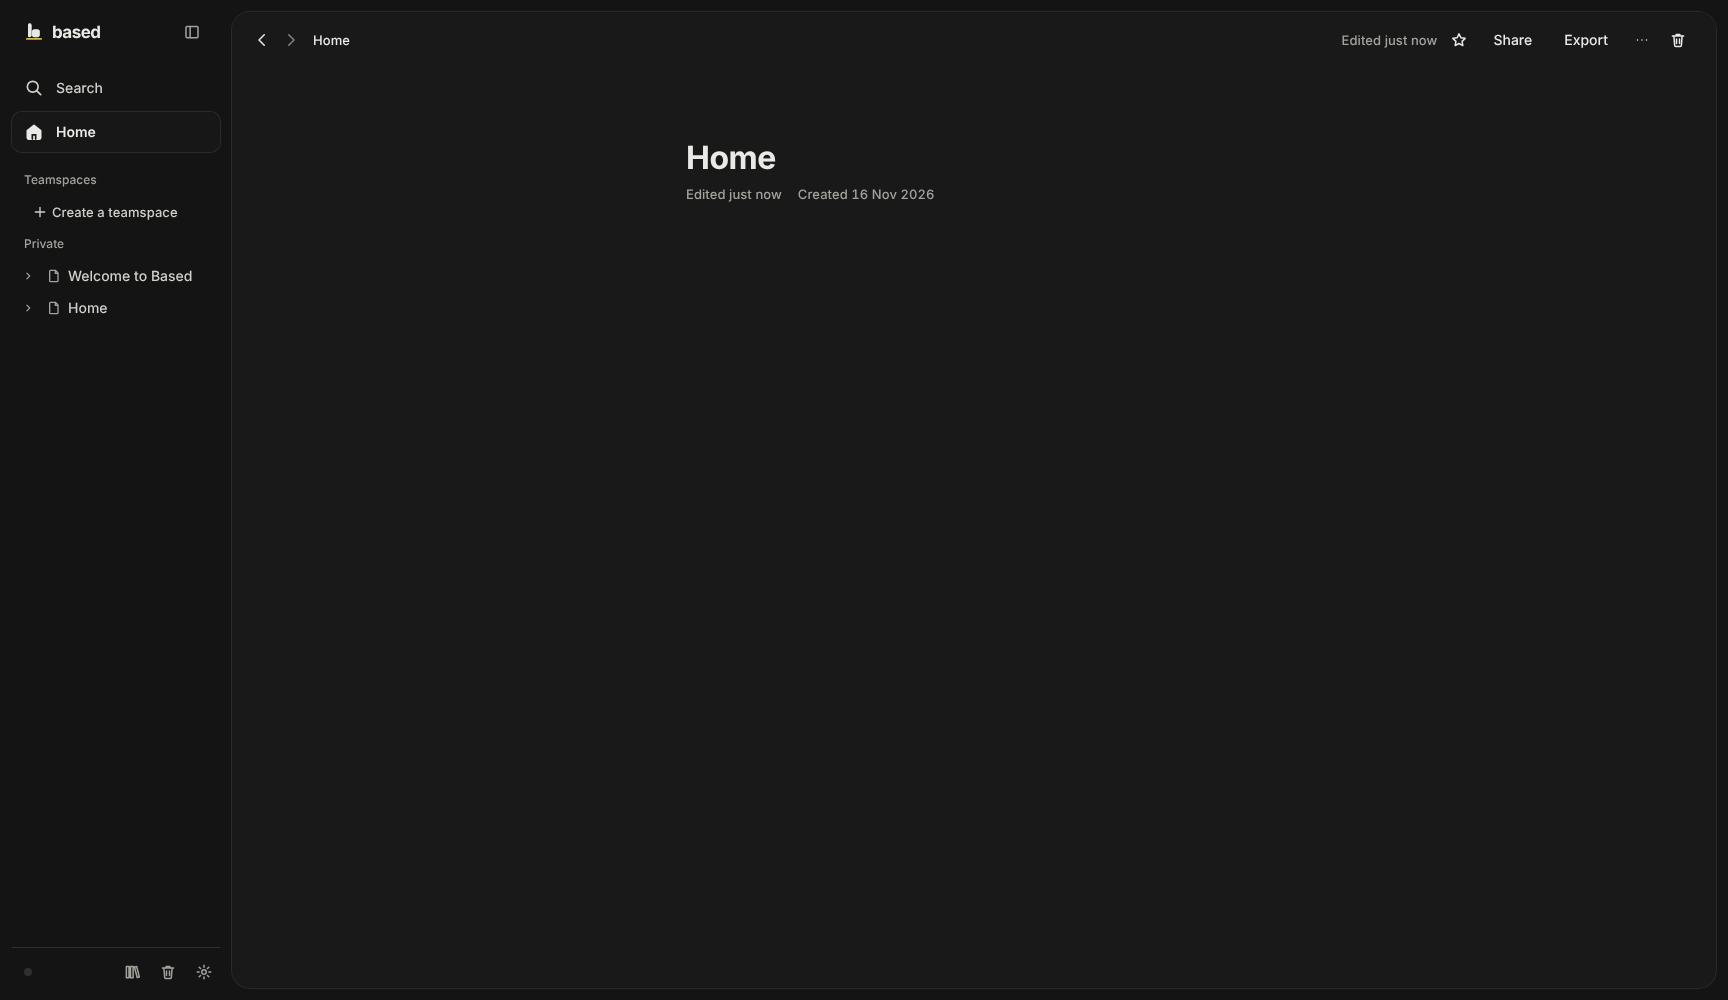 based
Search
Home
Teamspaces
Create a teamspace
Private
Welcome to Based
Home
Home
Edited just now
Share
Export
Home
Edited just now Created 16 Nov 2026